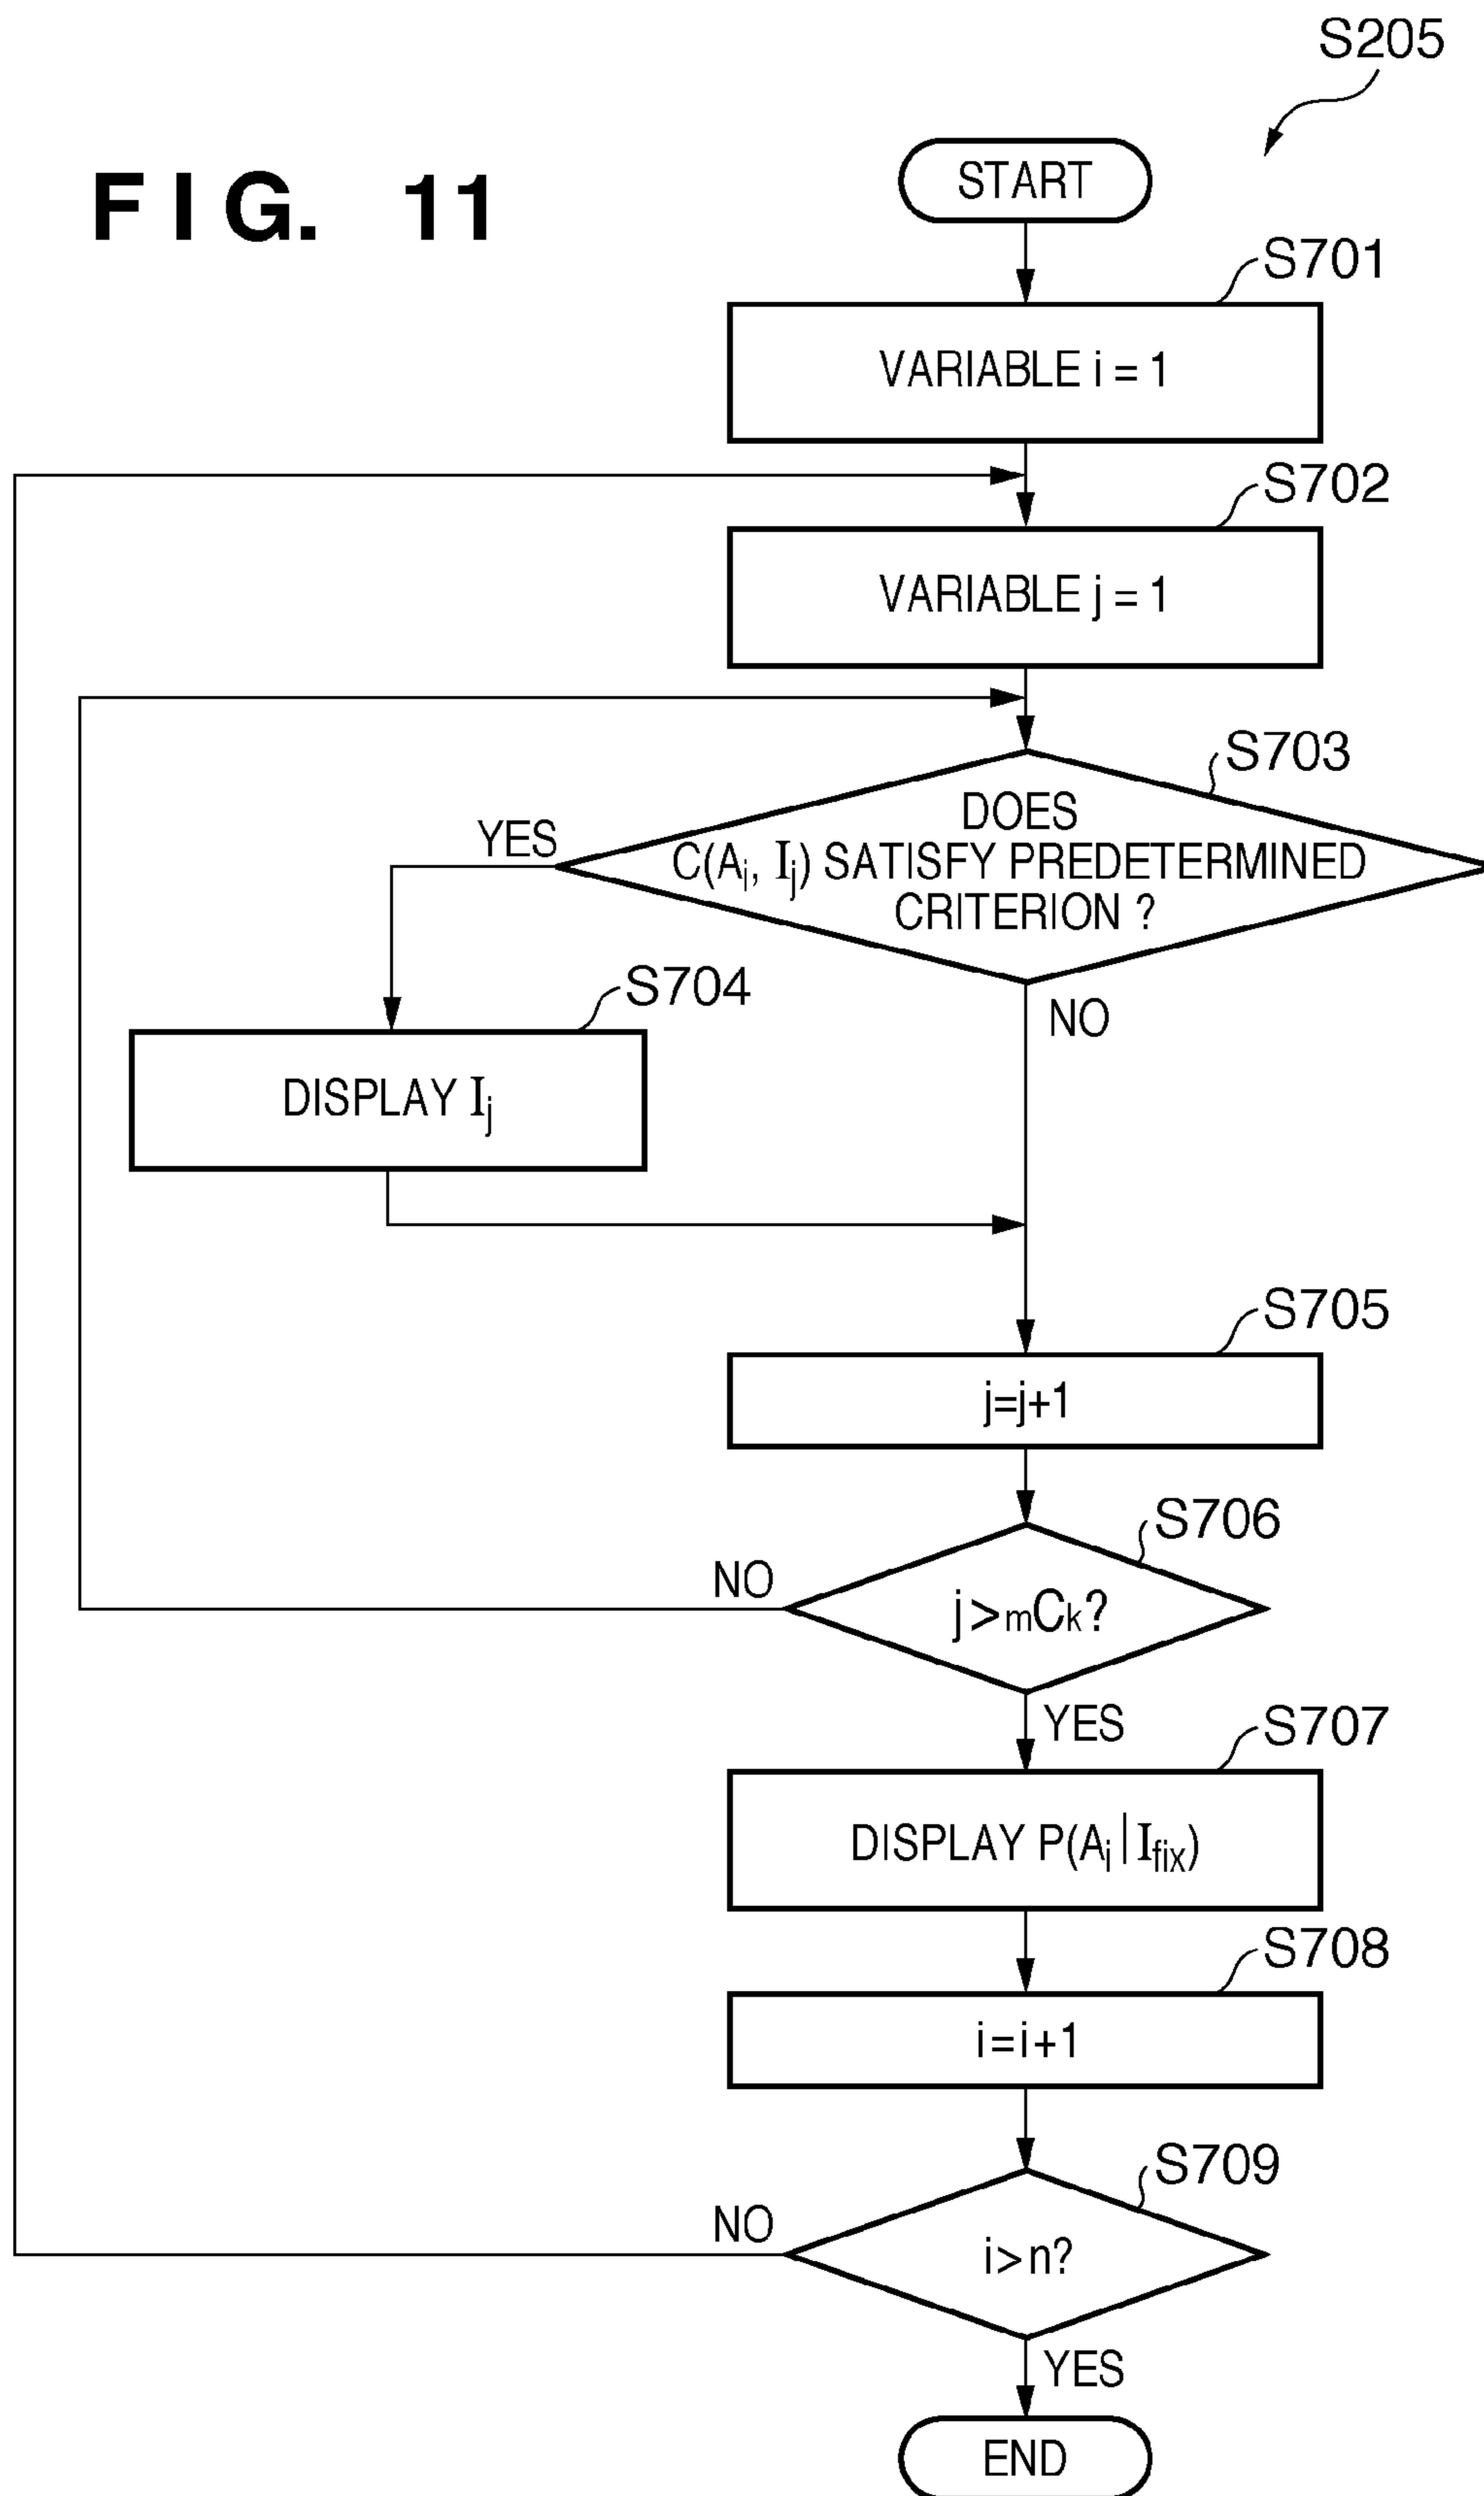 S205
FIG. 11
START
S701
VARIABLE i = 1
S702
VARIABLE j = 1
S703
DOES
C(Ai, Ij) SATISFY PREDETERMINED
CRITERION ?
YES
NO
S704
DISPLAY Ij
S705
j=j+1
S706
j>mCk?
NO
YES
S707
DISPLAY P(Ai|Ifix)
S708
i=i+1
S709
i>n?
NO
YES
END